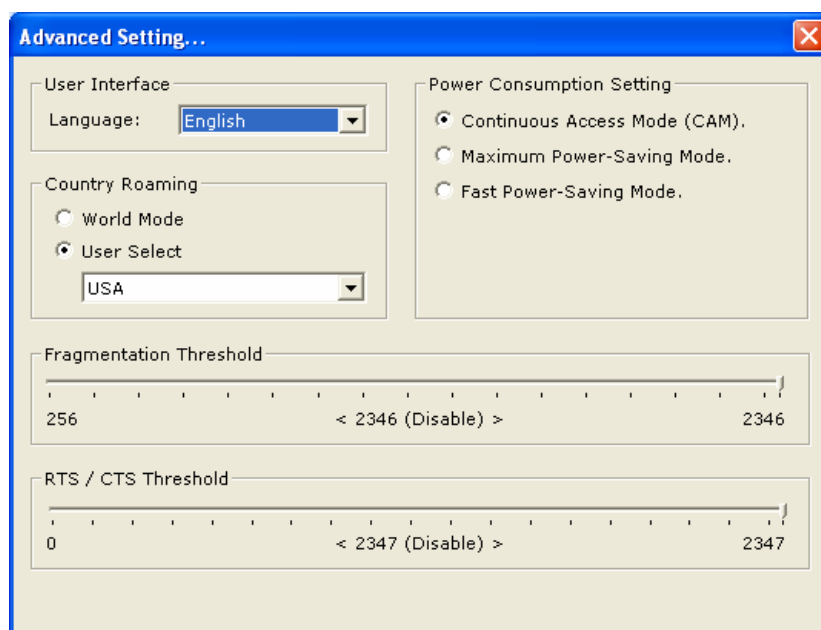 Advanced Setting...
User Interface
Language: English
Country Roaming
World Mode
User Select
USA
Power Consumption Setting
Continuous Access Mode (CAM).
Maximum Power-Saving Mode.
Fast Power-Saving Mode.
Fragmentation Threshold
256 < 2346 (Disable) > 2346
RTS / CTS Threshold
0 < 2347 (Disable) > 2347